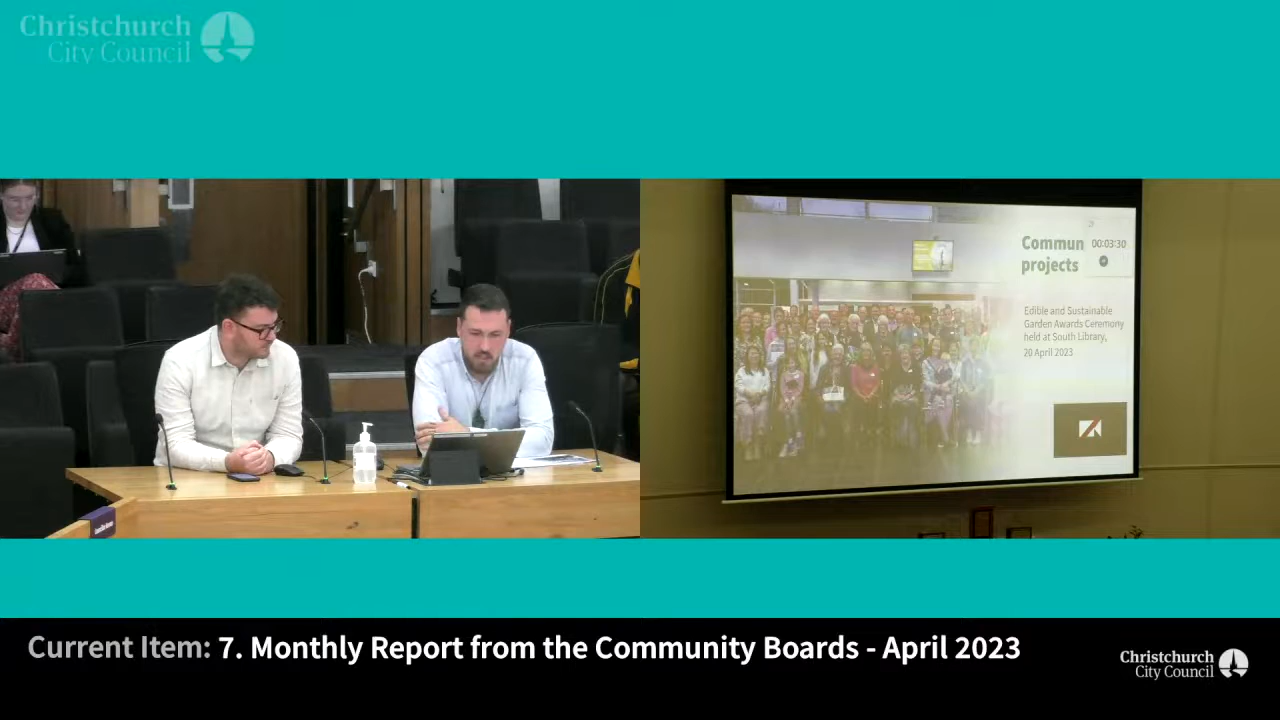 Christchurch
City Council
Commun
00:03:30
projects
Edible and Sustainable
Garden Awards Ceremony
held at South Library,
20 April 2023
Current Item: 7. Monthly Report from the Community Boards - April 2023
Christchurch
City Council